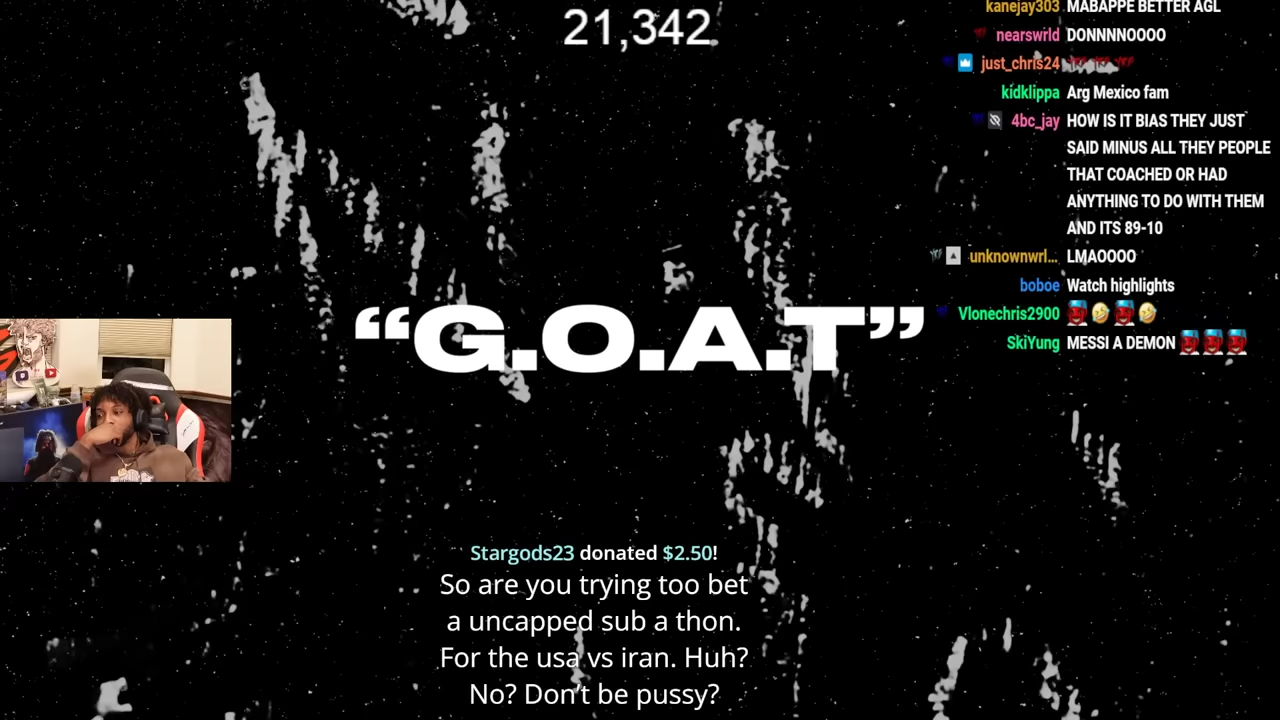 21,342
kanejay303 MABAPPE BETTER AGL
nearswrld DONNNNOOOO
just_chris24
kidklippa Arg Mexico fam
4bc_jay HOW IS IT BIAS THEY JUST
SAID MINUS ALL THEY PEOPLE
THAT COACHED OR HAD
ANYTHING TO DO WITH THEM
AND ITS 89-10
unknownwrl... LMAOOOO
boboe Watch highlights
Vlonechris2900
SkiYung MESSI A DEMON
“G.O.A.T”
Stargods23 donated $2.50!
So are you trying too bet
a uncapped sub a thon.
For the usa vs iran. Huh?
No? Don't be pussy?